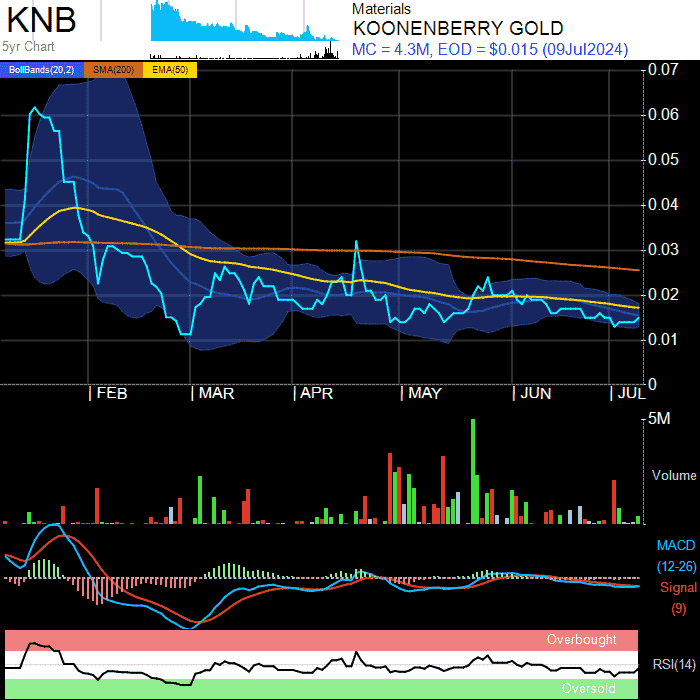 KNB
5yr Chart
Materials
KOONENBERRY GOLD
MC = 4.3M, EOD = $0.015 (09Jul2024)
BollBands(20,2) SMA(200) EMA(50)
0.07
0.06
0.05
0.04
0.03
0.02
0.01
0
FEB MAR APR MAY JUN JUL
5M
Volume
MACD
(12-26)
Signal
(9)
Overbought
RSI(14)
Oversold